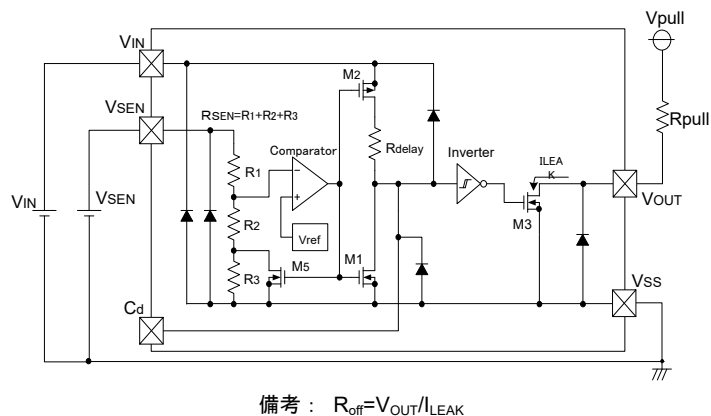 Vpull
VIN
M2
Rpull
VSEN
RSEN=R1+R2+R3
Comparator
Rdelay
Inverter
ILEA
K
R1
VOUT
VIN
VSEN
R2
M3
Vref
M5
M1
VSS
R3
Cd
備考： Roff=VOUT/ILEAK